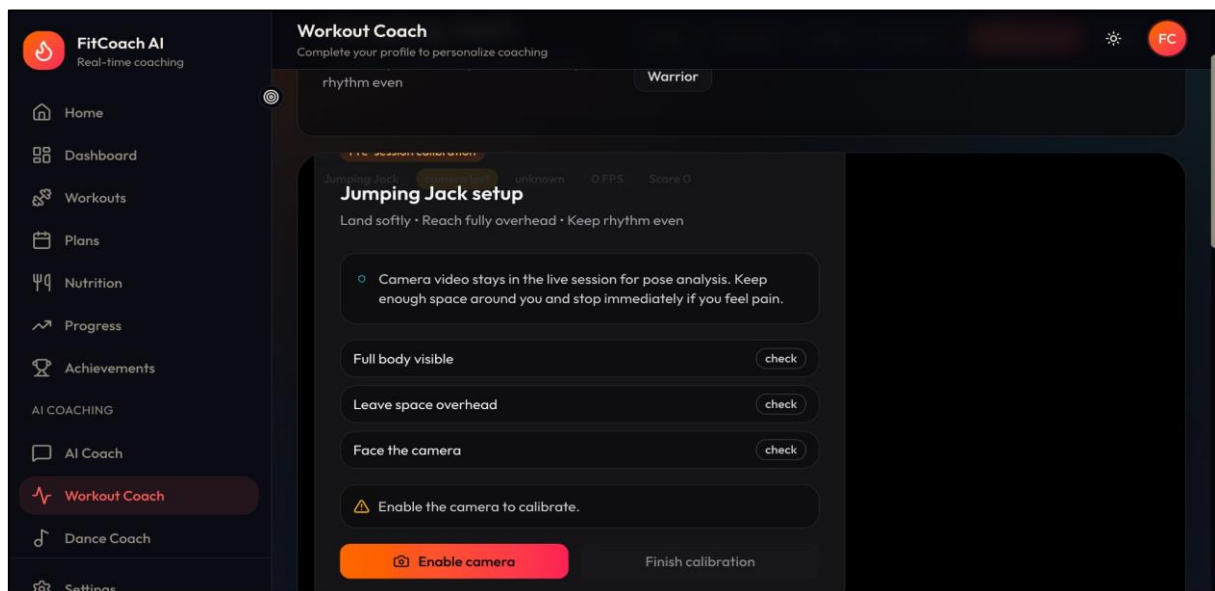 FitCoach AI
Real-time coaching
Home
Dashboard
Workouts
Plans
Nutrition
Progress
Achievements
AI COACHING
AI Coach
Workout Coach
Dance Coach
Settings
Workout Coach
Complete your profile to personalize coaching
FC
rhythm even
Warrior
Pre-session calibration
Jumping Jack
unknown
0 FPS
Score 0
Jumping Jack setup
Land softly • Reach fully overhead • Keep rhythm even
Camera video stays in the live session for pose analysis. Keep
enough space around you and stop immediately if you feel pain.
Full body visible
check
Leave space overhead
check
Face the camera
check
Enable the camera to calibrate.
Enable camera
Finish calibration